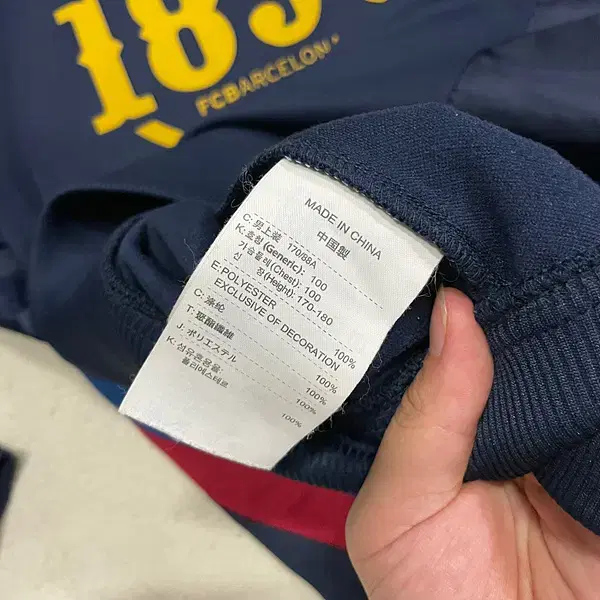 189
FCBARCELON
MADE IN CHINA
中国製
C: 男上装 170/88A
K: 호칭(Generic): 100
가슴둘레(Chest): 100
신 장(Height): 170-180
E: POLYESTER 100%
EXCLUSIVE OF DECORATION
C: 涤纶 100%
T: 聚酯纖維 100%
J: ポリエステル 100%
K: 섬유혼용율
폴리에스테르 100%